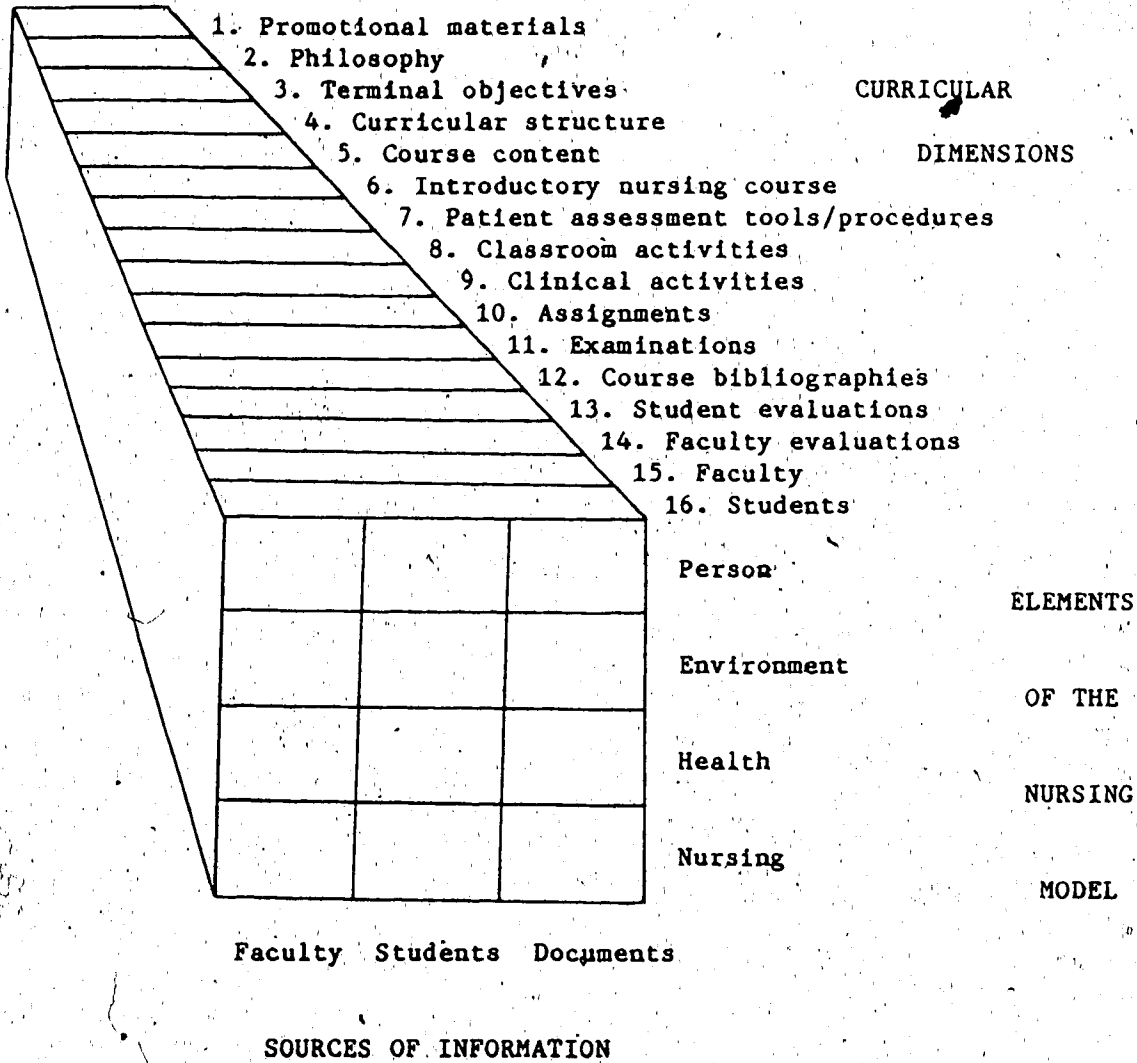 1. Promotional materials
2. Philosophy
3. Terminal objectives
CURRICULAR
4. Curricular structure
5. Course content
DIMENSIONS
6. Introductory nursing course
7. Patient assessment tools/procedures
8. Classroom activities
9. Clinical activities
10. Assignments
11. Examinations
12. Course bibliographies
13. Student evaluations
14. Faculty evaluations
15. Faculty
16. Students
Person
ELEMENTS
Environment
OF THE
Health
NURSING
Nursing
MODEL
Faculty Students Documents
SOURCES OF INFORMATION